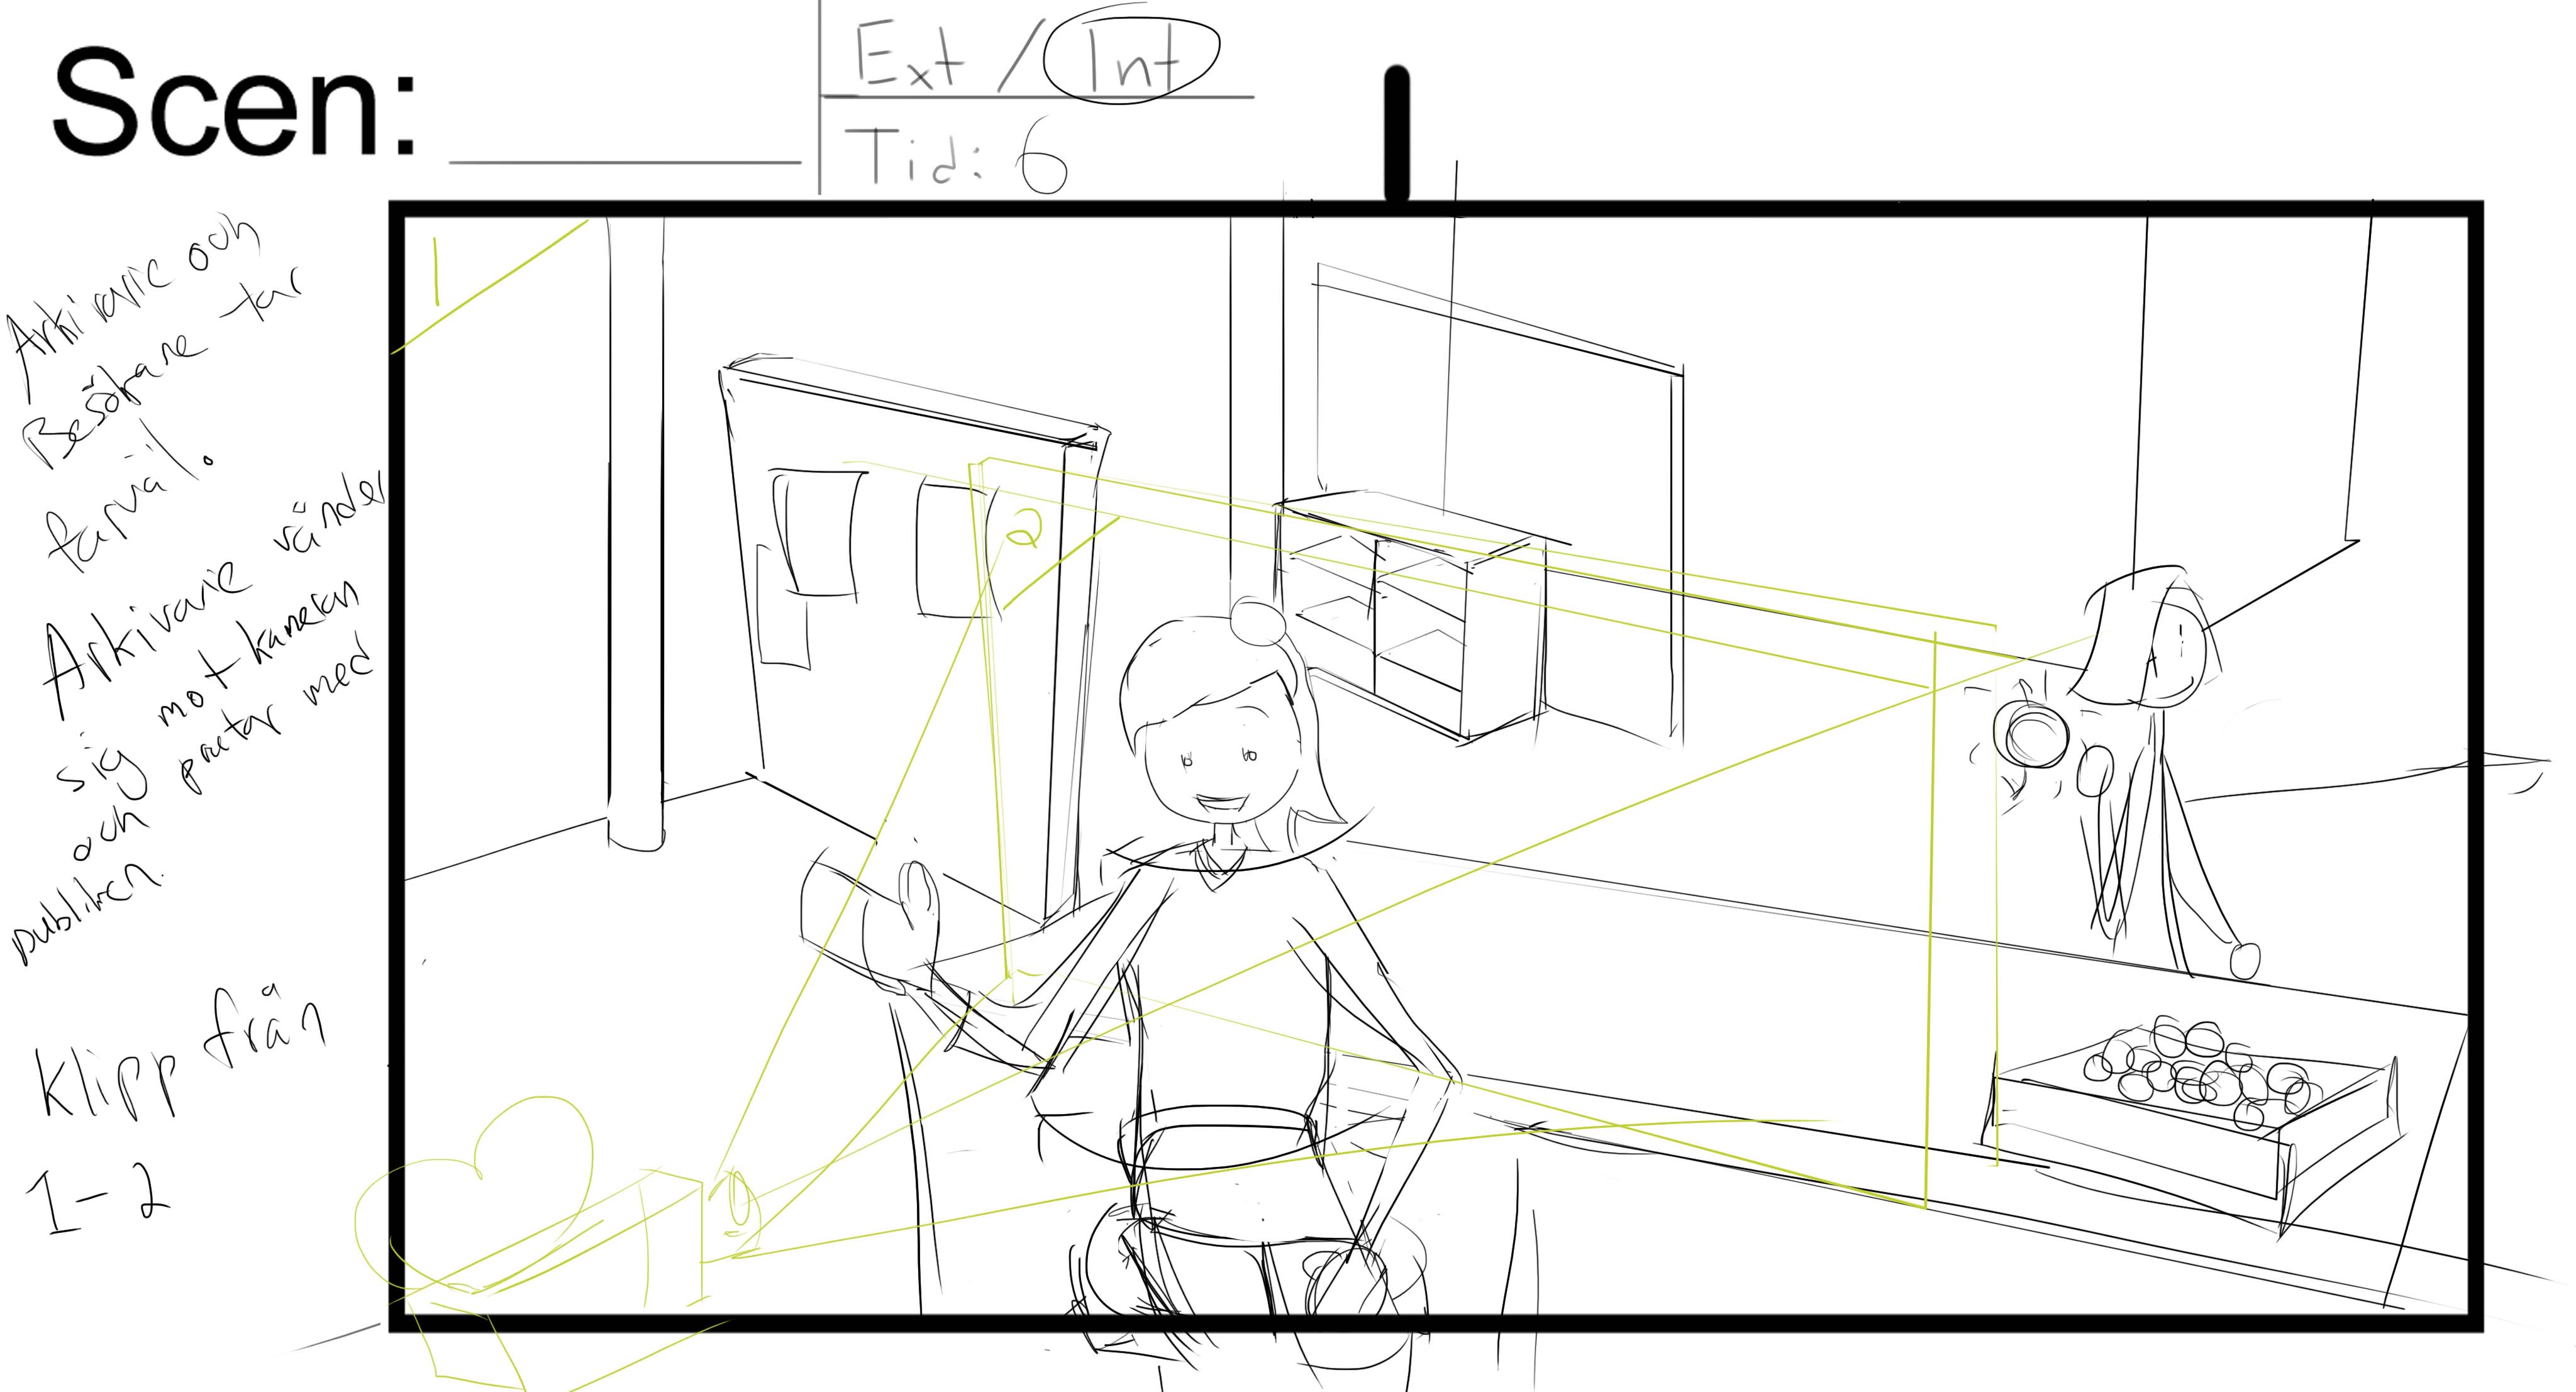 Scen:
Ext / Int
Tid: 6
Arkivarie och
Besökare tar
farväl.
Arkivarie vänder
sig mot kameran
och pratar med
publiken.
Klipp från
1-2
1
2